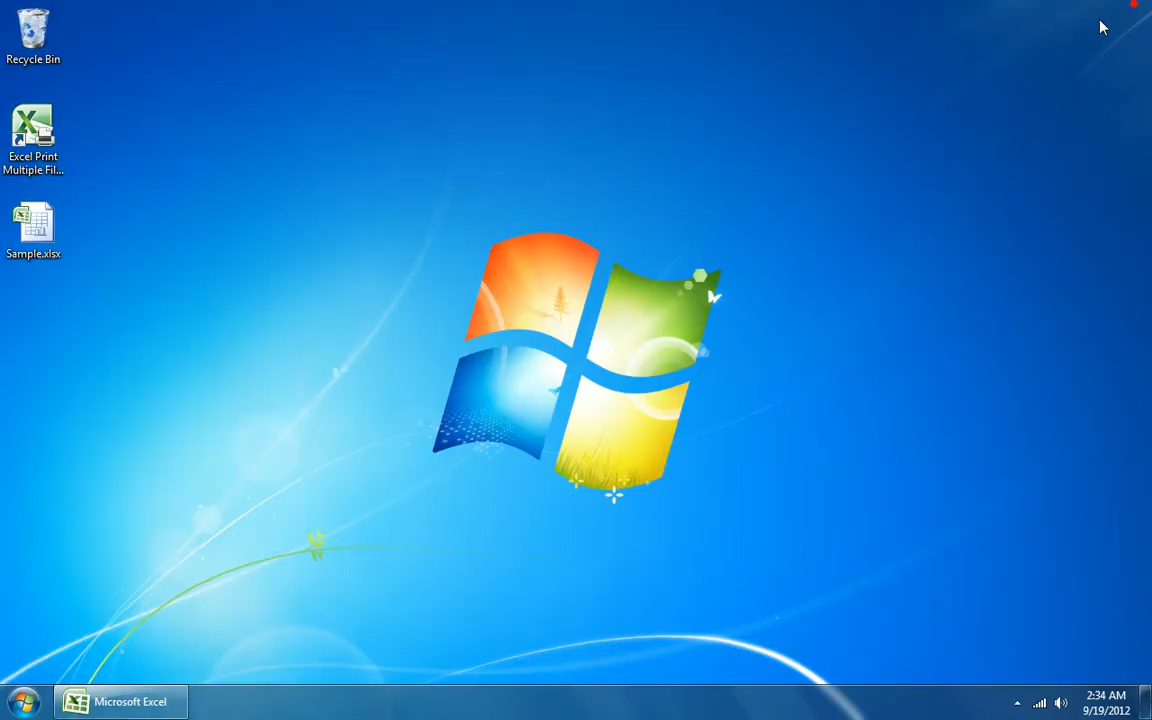 Recycle Bin
Excel Print
Multiple Fil...
Sample.xlsx
Microsoft Excel
2:34 AM
9/19/2012